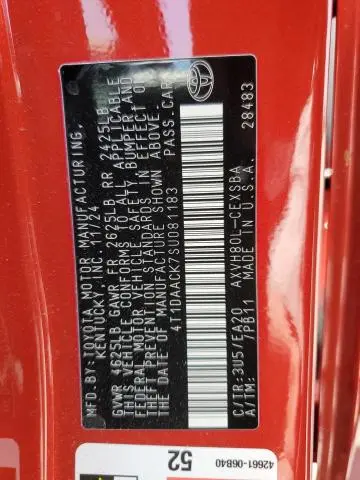 MFD.BY:TOYOTA MOTOR MANUFACTURING
KENTUCKY, INC. 11/24
GVWR 4625LB GAWR FR 2625LB RR 2425LB
THIS VEHICLE CONFORMS TO ALL APPLICABLE
FEDERAL MOTOR VEHICLE SAFETY, BUMPER, AND
THEFT PREVENTION STANDARDS IN EFFECT ON
THE DATE OF MANUFACTURE SHOWN ABOVE.
4T1DAACK7SU081183 PASS.CAR
C/TR:3U5/EA20 AXVH80L-CEXSBA
A/TM: /PB11 MADE IN U.S.A.
28483
52
42661-06B40